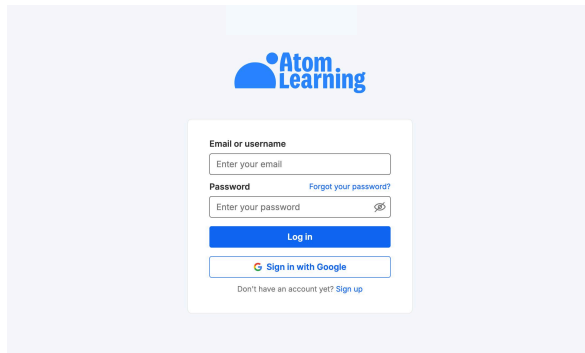 Atom
Learning
Email or username
Enter your email
Password Forgot your password?
Enter your password
Log in
Sign in with Google
Don't have an account yet? Sign up